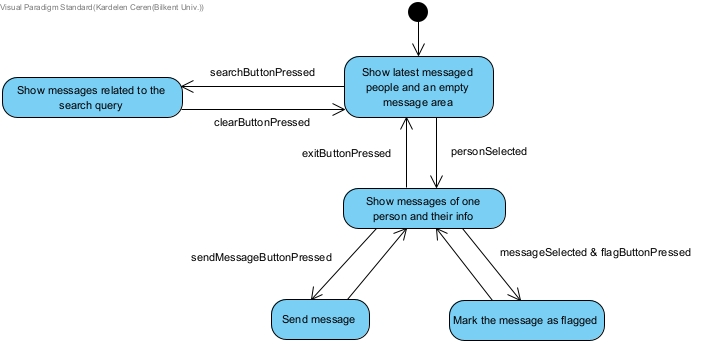 Visual Paradigm Standard(Kardelen Ceren(Bilkent Univ.))
searchButtonPressed
Show latest messaged
people and an empty
message area
Show messages related to the
search query
clearButtonPressed
exitButtonPressed
personSelected
Show messages of one
person and their info
sendMessageButtonPressed
messageSelected & flagButtonPressed
Send message
Mark the message as flagged